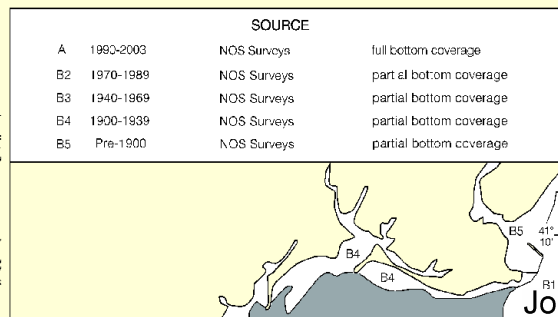 SOURCE
A 1990-2003 NOS Surveys full bottom coverage
B2 1970-1989 NOS Surveys partial bottom coverage
B3 1940-1969 NOS Surveys partial bottom coverage
B4 1900-1939 NOS Surveys partial bottom coverage
B5 Pre-1900 NOS Surveys partial bottom coverage
B5 41°
10'
B4
B4
B1
Jo